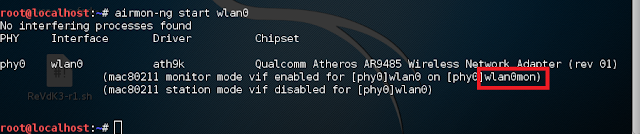 root@localhost:~# airmon-ng start wlan0
No interfering processes found
PHY Interface Driver Chipset
phy0 wlan0 ath9k Qualcomm Atheros AR9485 Wireless Network Adapter (rev 01)
(mac80211 monitor mode vif enabled for [phy0]wlan0 on [phy0]wlan0mon)
(mac80211 station mode vif disabled for [phy0]wlan0)
ReVdK3-r1.sh
root@localhost:~#